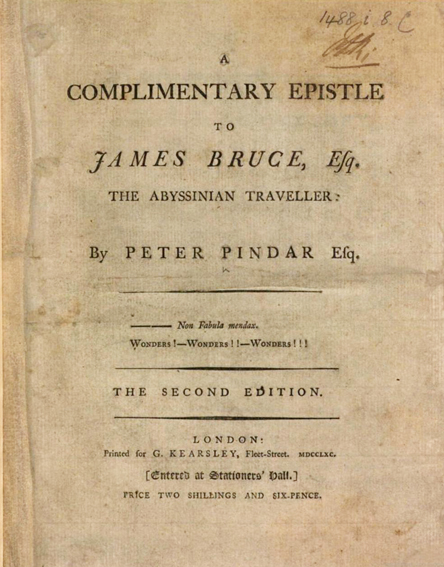 1488. i. 8.
A
COMPLIMENTARY EPISTLE
TO
JAMES BRUCE, Eſq.
THE ABYSSINIAN TRAVELLER:
By PETER PINDAR Eſq.
——— Non Fabula mendax.
WONDERS!—WONDERS!!—WONDERS!!!
THE SECOND EDITION.
LONDON:
Printed for G. KEARSLEY, Fleet-Street. MDCCLXC.
[Entered at Stationers' Hall.]
PRICE TWO SHILLINGS AND SIX-PENCE.